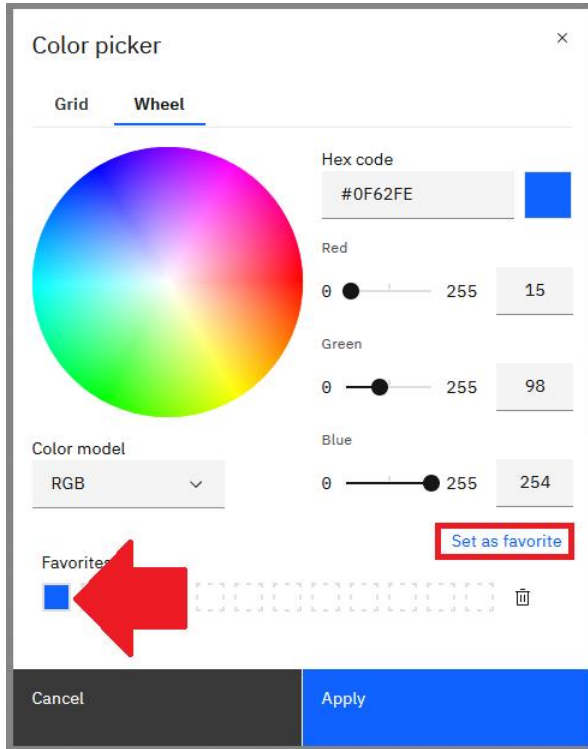 Color picker
Grid Wheel
Hex code
#0F62FE
Red
0 255 15
Green
0 255 98
Color model
RGB
Blue
0 255 254
Set as favorite
Favorites
Cancel Apply